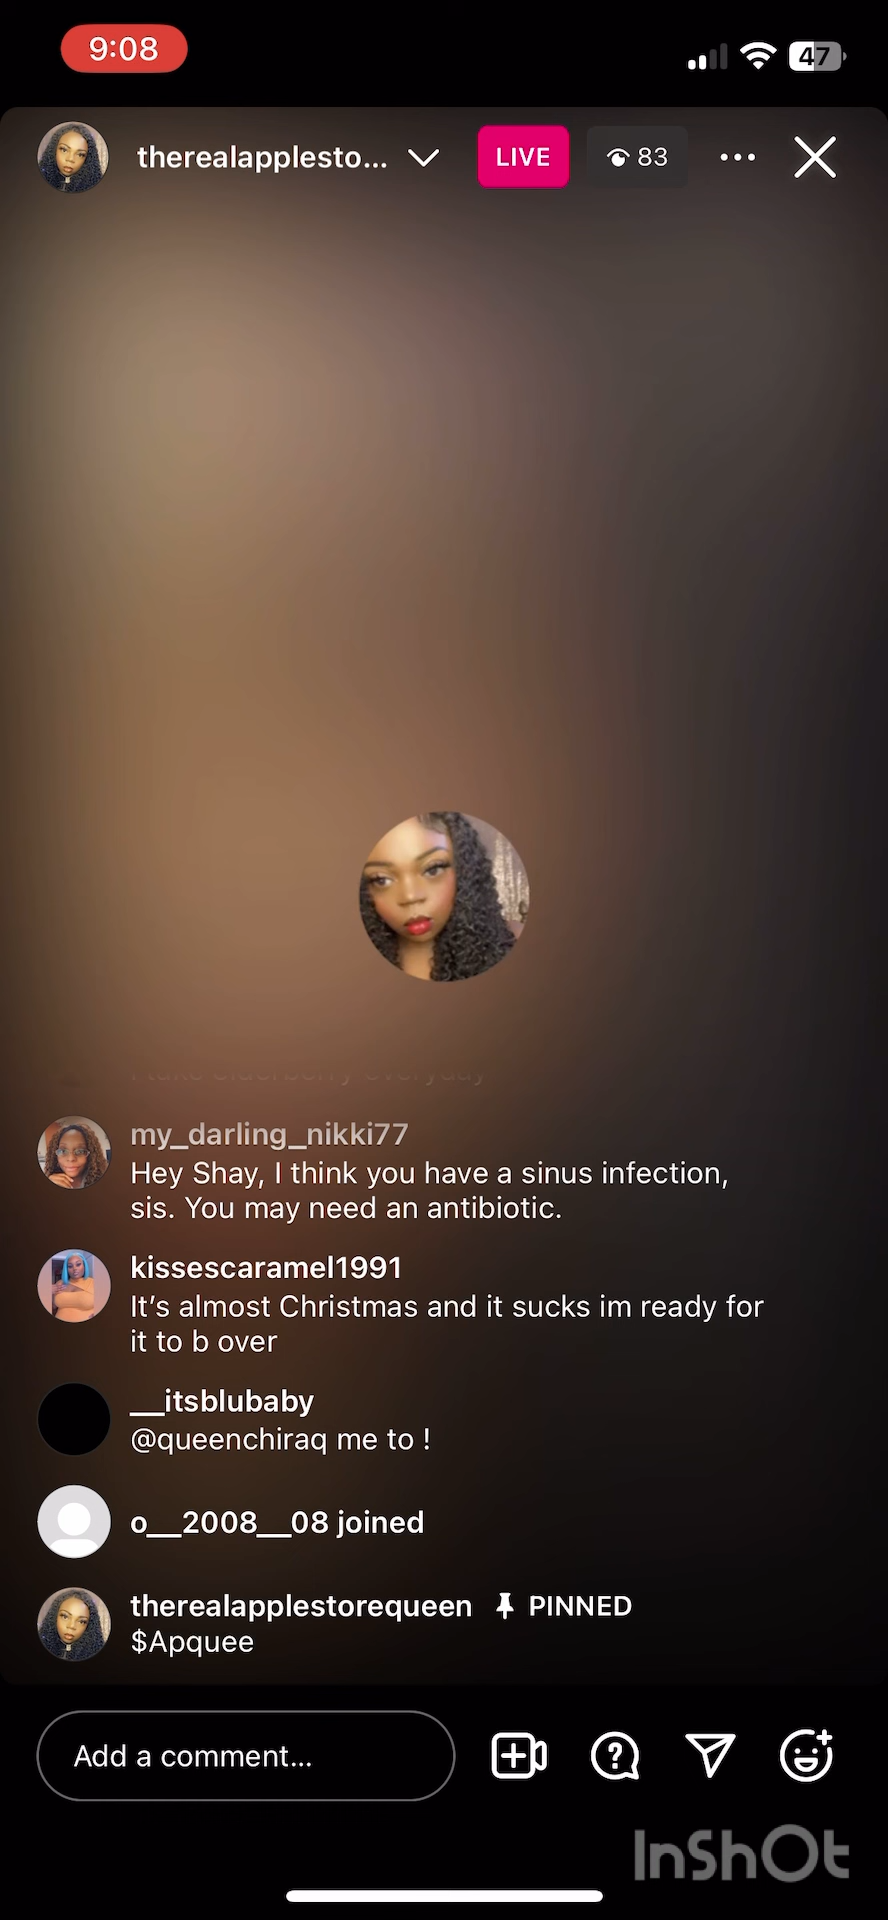 9:08
47
therealapplesto...
LIVE
83
my_darling_nikki77
Hey Shay, I think you have a sinus infection,
sis. You may need an antibiotic.
kissescaramel1991
It's almost Christmas and it sucks im ready for
it to b over
__itsblubaby
@queenchiraq me to !
o__2008__08 joined
therealapplestorequeen PINNED
$Apquee
Add a comment...
InShOt